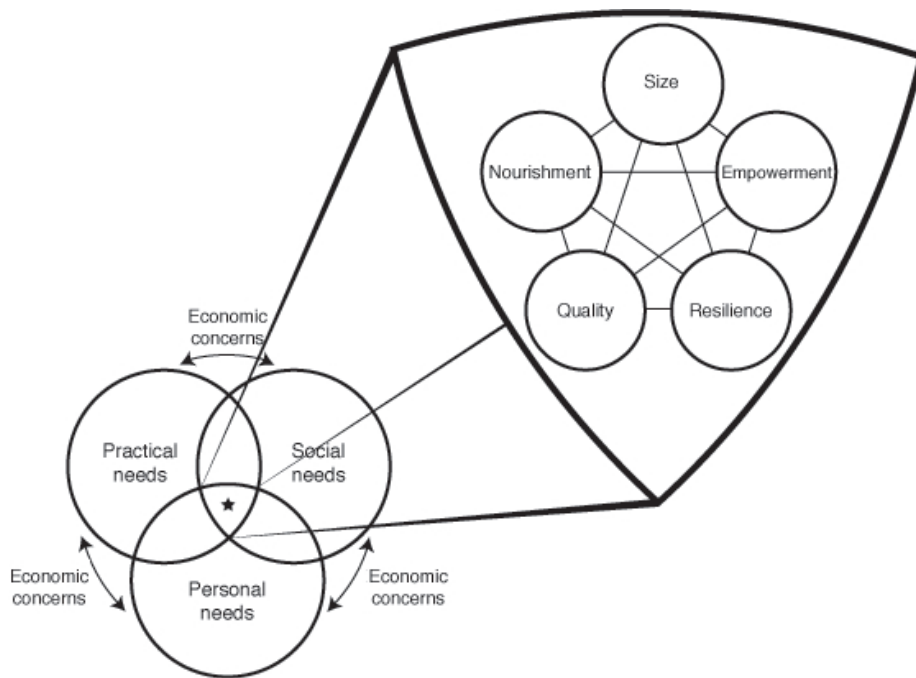 Size
Nourishment
Empowerment
Quality
Resilience
Economic
concerns
Practical
needs
Social
needs
Economic
concerns
Personal
needs
Economic
concerns